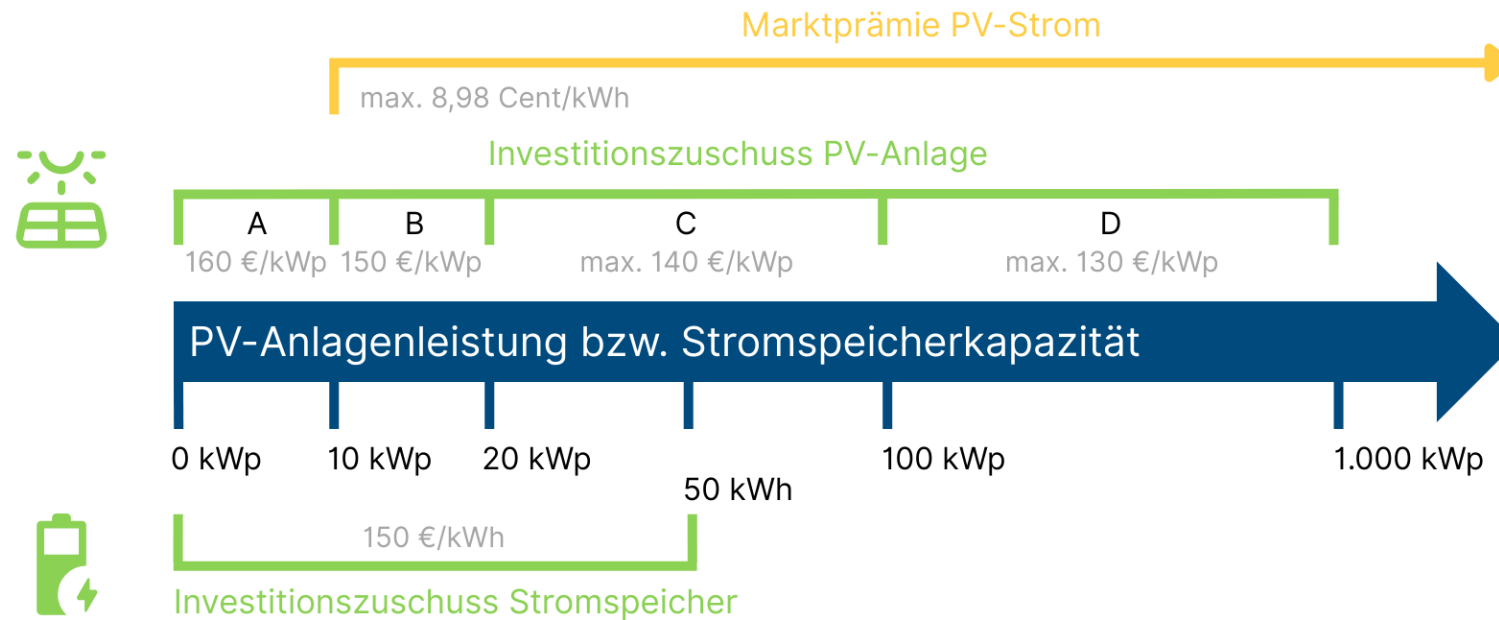 Marktprämie PV-Strom
max. 8,98 Cent/kWh
Investitionszuschuss PV-Anlage
A B C D
160 €/kWp 150 €/kWp max. 140 €/kWp max. 130 €/kWp
PV-Anlagenleistung bzw. Stromspeicherkapazität
0 kWp 10 kWp 20 kWp 100 kWp 1.000 kWp
50 kWh
150 €/kWh
Investitionszuschuss Stromspeicher